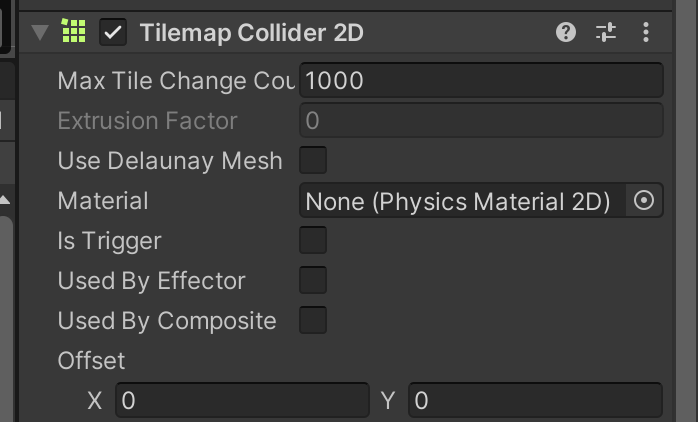 Tilemap Collider 2D
Max Tile Change Cou 1000
Extrusion Factor 0
Use Delaunay Mesh
Material None (Physics Material 2D)
Is Trigger
Used By Effector
Used By Composite
Offset
X 0 Y 0